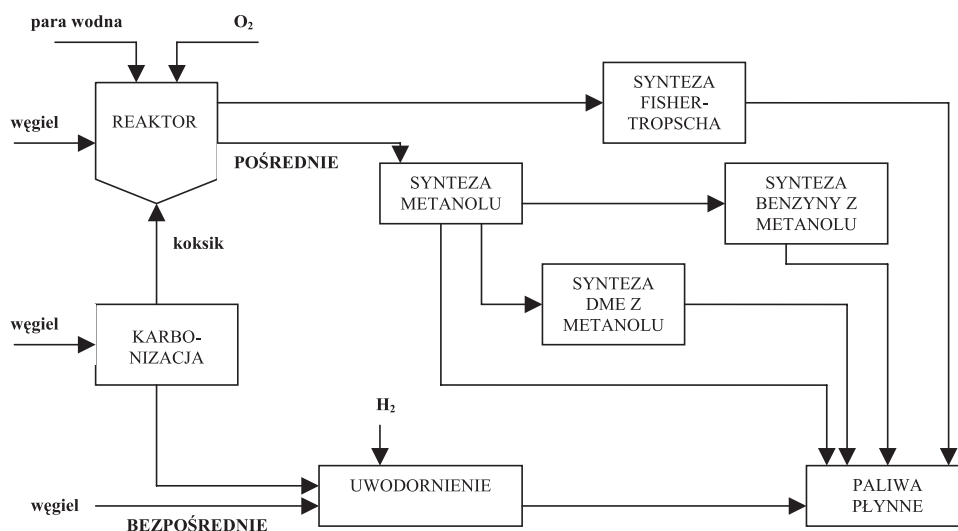 para wodna
O₂
węgiel
REAKTOR
SYNTEZA
FISHER-
TROPSCHA
POŚREDNIE
SYNTEZA
METANOLU
SYNTEZA
BENZYNY Z
METANOLU
koksik
SYNTEZA
DME Z
METANOLU
węgiel
KARBO-
NIZACJA
H₂
UWODORNIENIE
PALIWA
PŁYNNE
węgiel
BEZPOŚREDNIE